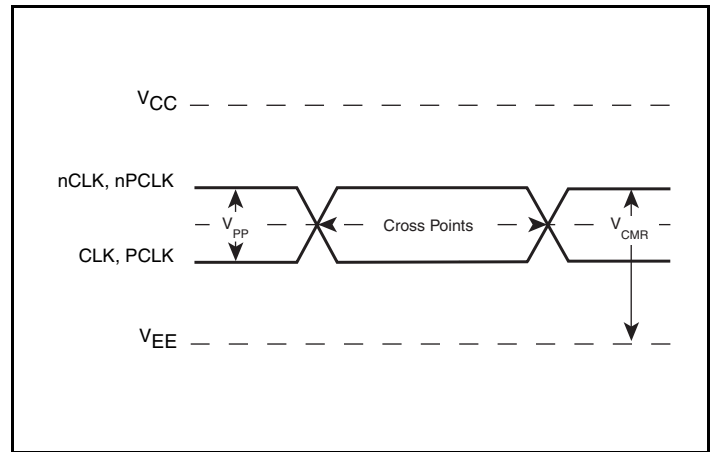 VCC
nCLK, nPCLK
VPP
Cross Points
VCMR
CLK, PCLK
VEE